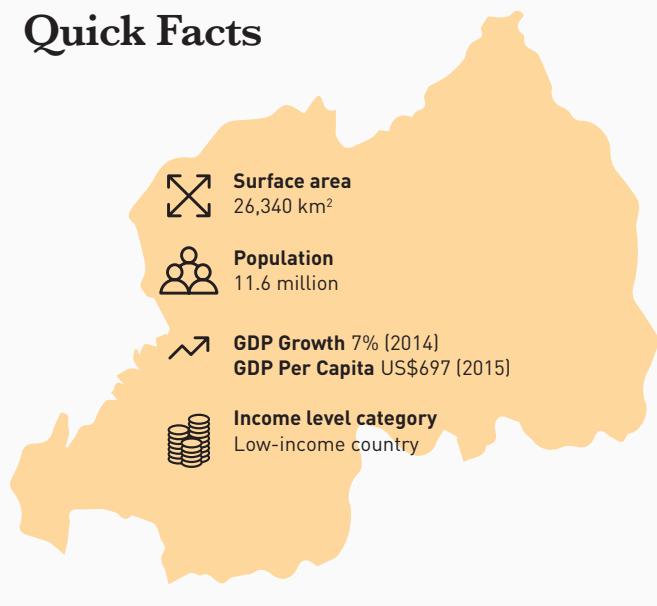 Quick Facts
Surface area
26,340 km²
Population
11.6 million
GDP Growth 7% (2014)
GDP Per Capita US$697 (2015)
Income level category
Low-income country